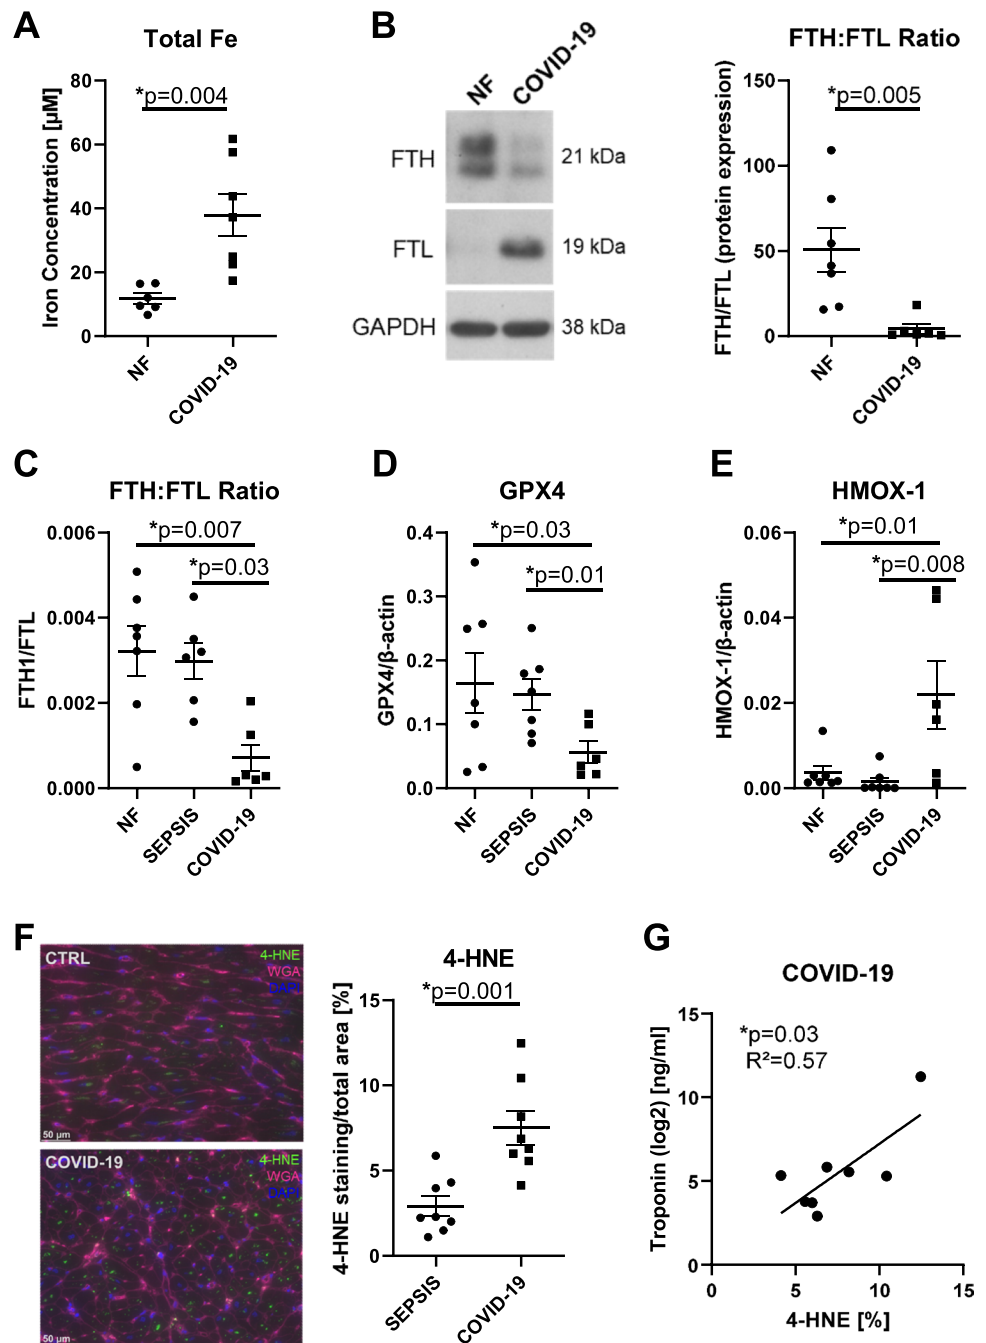 A
Total Fe
Iron Concentration [µM]
80
60
40
20
0
*p=0.004
NF
COVID-19
B
NF
COVID-19
FTH
21 kDa
FTL
19 kDa
GAPDH
38 kDa
FTH:FTL Ratio
FTH/FTL (protein expression)
150
100
50
0
*p=0.005
NF
COVID-19
C
FTH:FTL Ratio
FTH1/FTL
0.006
0.004
0.002
0.000
*p=0.007
*p=0.03
NF
SEPSIS
COVID-19
D
GPX4
GPX4/β-actin
0.4
0.3
0.2
0.1
0.0
*p=0.03
*p=0.01
NF
SEPSIS
COVID-19
E
HMOX-1
HMOX-1/β-actin
0.06
0.04
0.02
0.00
*p=0.01
*p=0.008
NF
SEPSIS
COVID-19
F
CTRL
4-HNE
WGA
DAPI
50 µm
COVID-19
4-HNE
WGA
DAPI
50 µm
4-HNE
4-HNE staining/total area [%]
15
10
5
0
*p=0.001
SEPSIS
COVID-19
G
COVID-19
Troponin (log2) [ng/ml]
15
10
5
0
*p=0.03
R²=0.57
0
5
10
15
4-HNE [%]